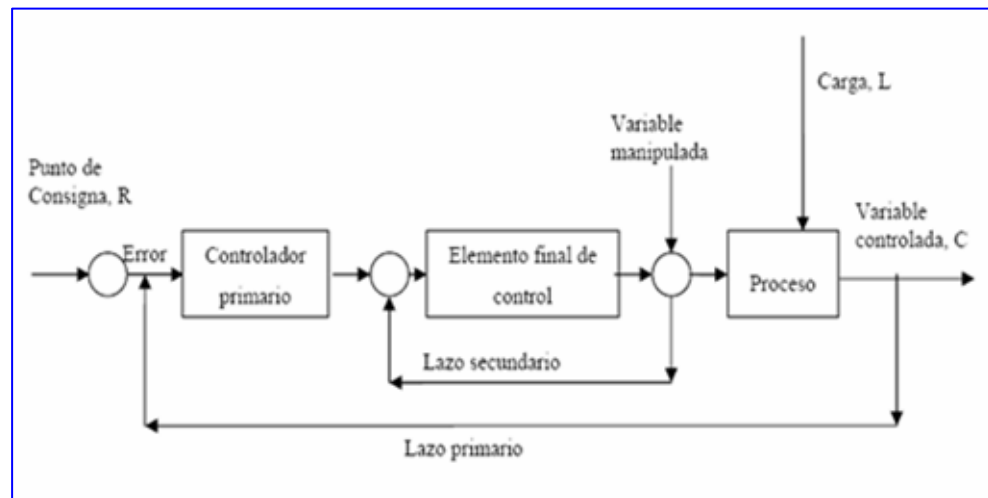 Carga, L
Variable
manipulada
Punto de
Consigna, R
Variable
controlada, C
Error
Controlador
primario
Elemento final de
control
Proceso
Lazo secundario
Lazo primario